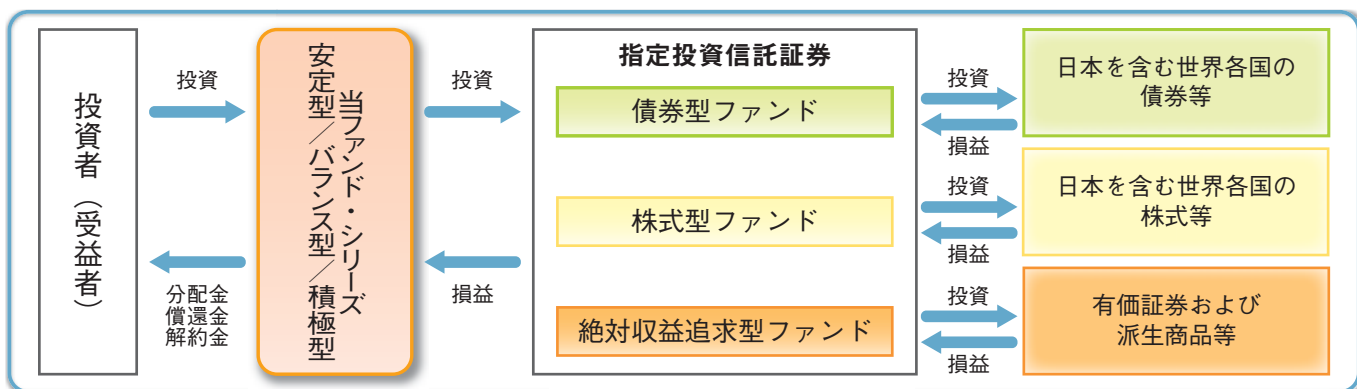 投資者（受益者）
投資
分配金
償還金
解約金
当ファンド・シリーズ
安定型／バランス型／積極型
投資
損益
指定投資信託証券
債券型ファンド
株式型ファンド
絶対収益追求型ファンド
投資
損益
日本を含む世界各国の
債券等
投資
損益
日本を含む世界各国の
株式等
投資
損益
有価証券および
派生商品等